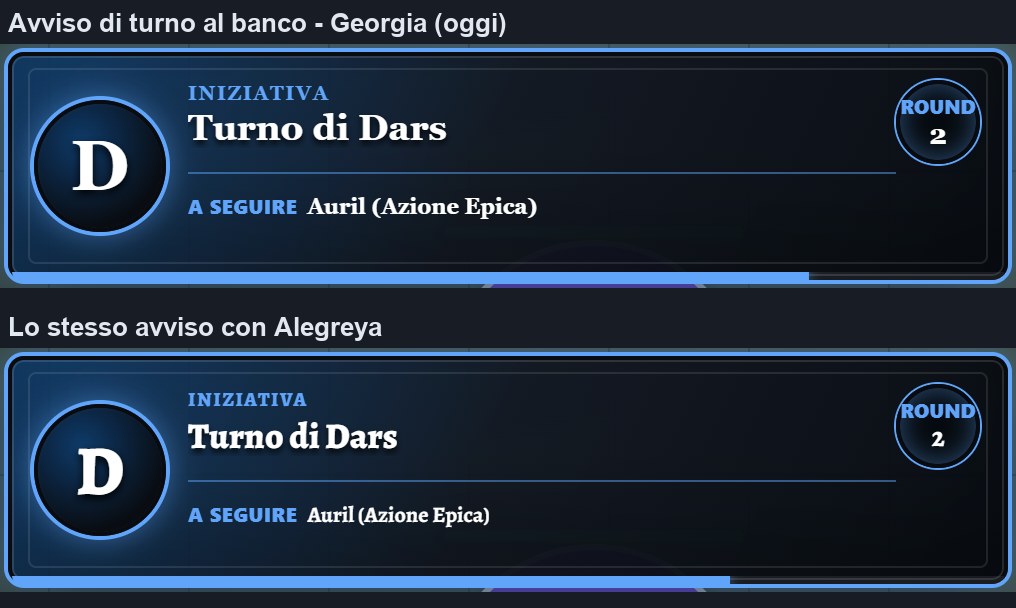 Avviso di turno al banco - Georgia (oggi)
INIZIATIVA
D
Turno di Dars
ROUND
2
A SEGUIRE Auril (Azione Epica)
Lo stesso avviso con Alegreya
INIZIATIVA
D
Turno di Dars
ROUND
2
A SEGUIRE Auril (Azione Epica)